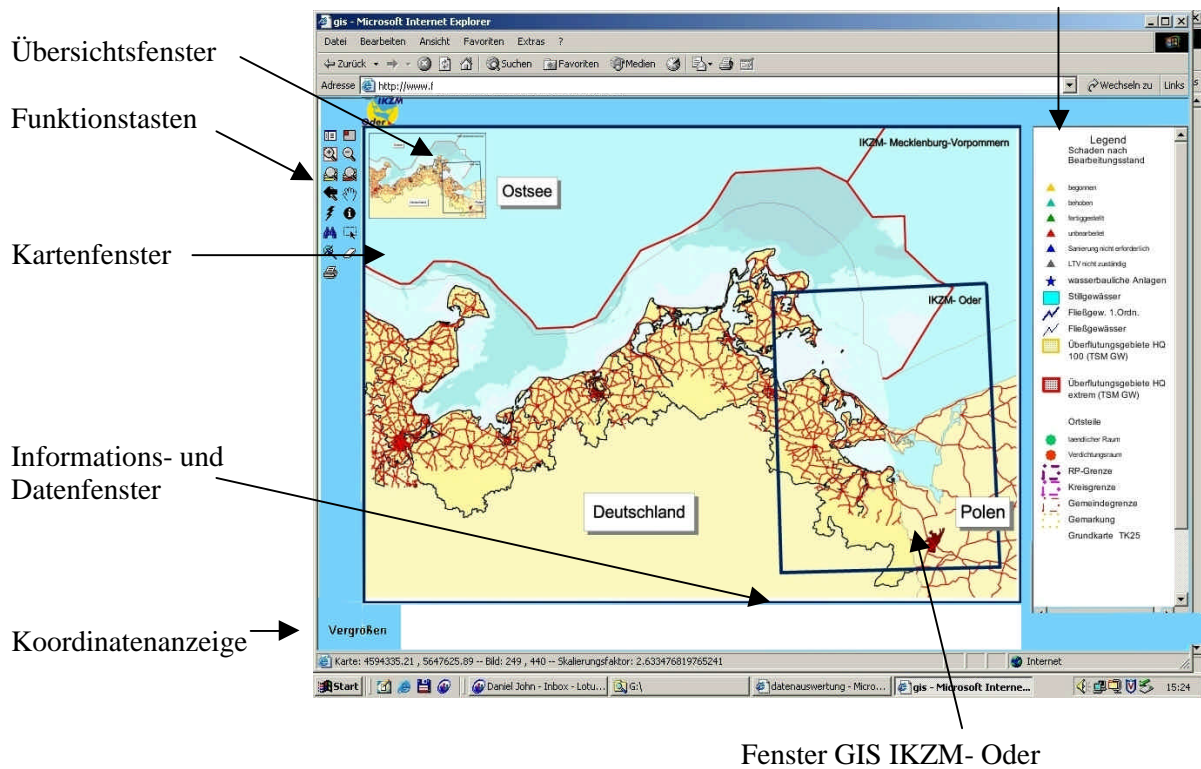 gis - Microsoft Internet Explorer
Datei Bearbeiten Ansicht Favoriten Extras ?
Übersichtsfenster
Zurück Suchen Favoriten Medien
Adresse http://www.f Wechseln zu Links
IKZM
Oder
Funktionstasten
IKZM- Mecklenburg-Vorpommern
Ostsee
Kartenfenster
IKZM- Oder
Legend
Schaden nach
Bearbeitungsstand
begonnen
behoben
fertiggestellt
unbearbeitet
Sanierung nicht erforderlich
LTV nicht zuständig
wasserbauliche Anlagen
Stillgewässer
Fließgew. 1.Ordn.
Fließgewässer
Überflutungsgebiete HQ
100 (TSM GW)
Überflutungsgebiete HQ
extrem (TSM GW)
Ortsteile
laendlicher Raum
Verdichtungsraum
RP-Grenze
Kreisgrenze
Gemeindegrenze
Gemarkung
Grundkarte TK25
Informations- und
Datenfenster
Deutschland
Polen
Koordinatenanzeige
Vergrößen
Karte: 4594335.21 , 5647625.89 -- Bild: 249 , 440 -- Skalierungsfaktor: 2.633476819765241
Internet
Start Daniel John - Inbox - Lotu... G:\ datenauswertung - Micro... gis - Microsoft Interne... 15:24
Fenster GIS IKZM- Oder